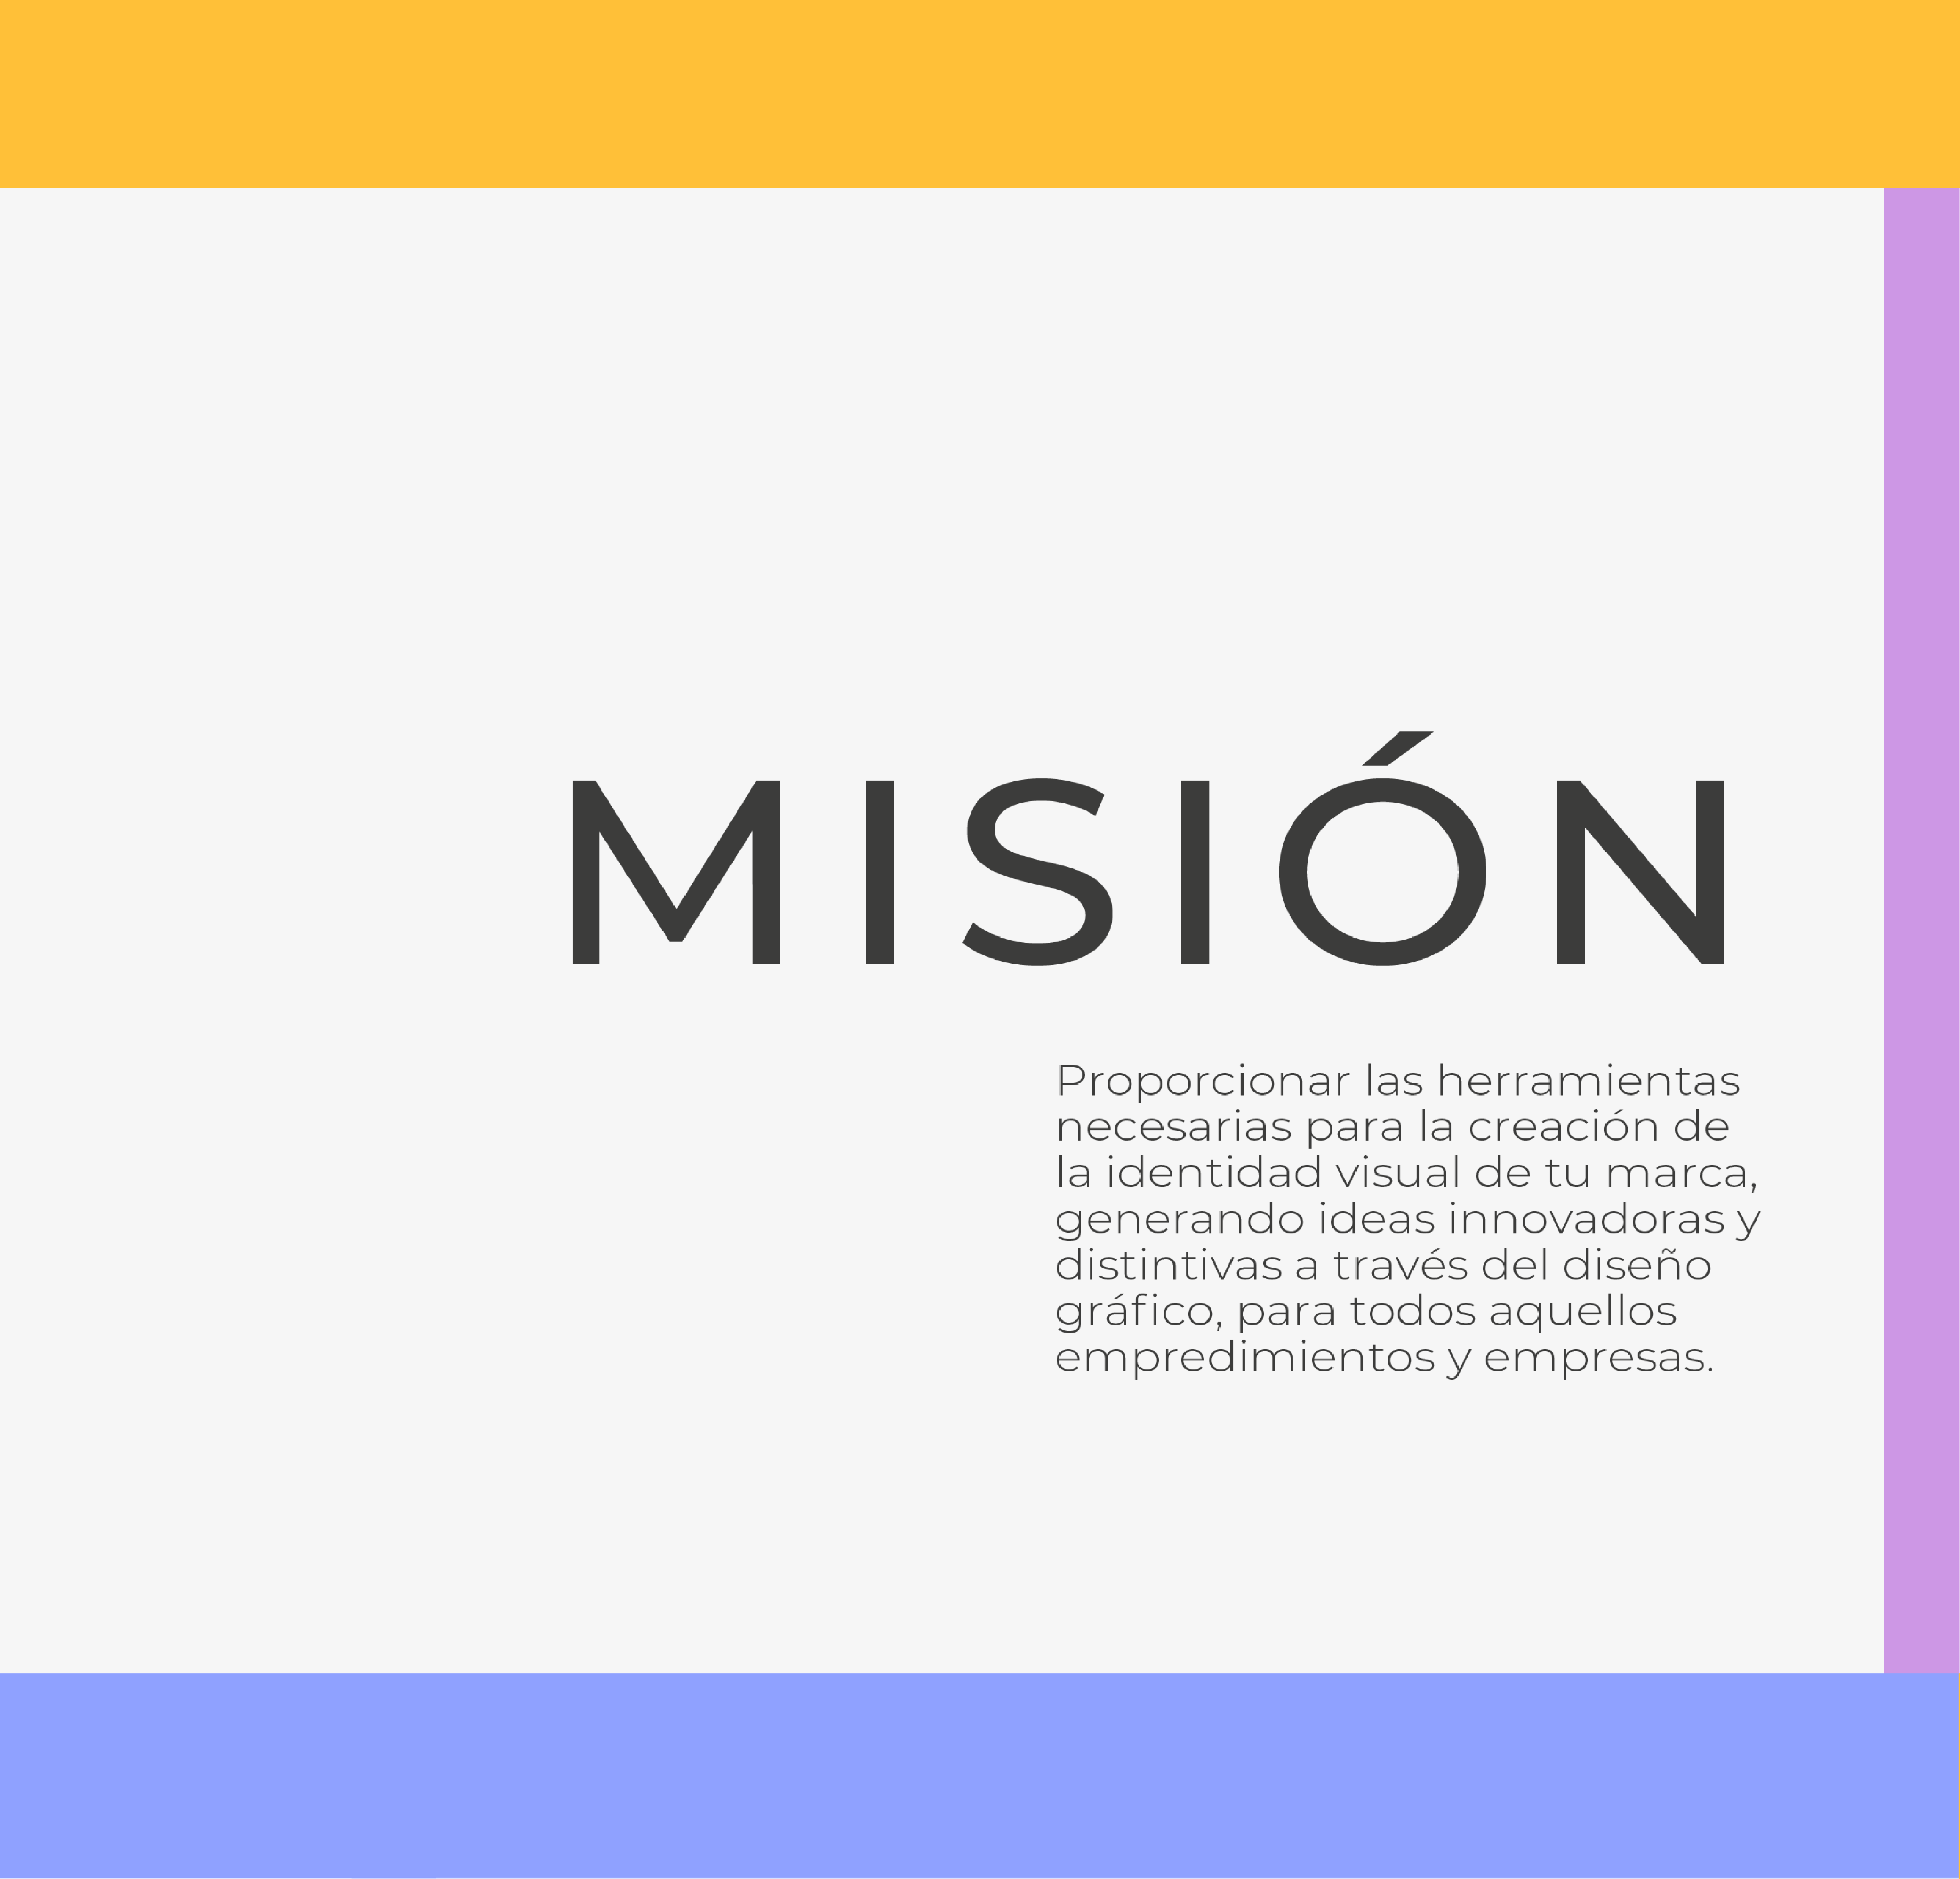 MISIÓN
Proporcionar las herramientas
necesarias para la creación de
la identidad visual de tu marca,
generando ideas innovadoras y
distintivas a través del diseño
gráfico, para todos aquellos
empredimientos y empresas.